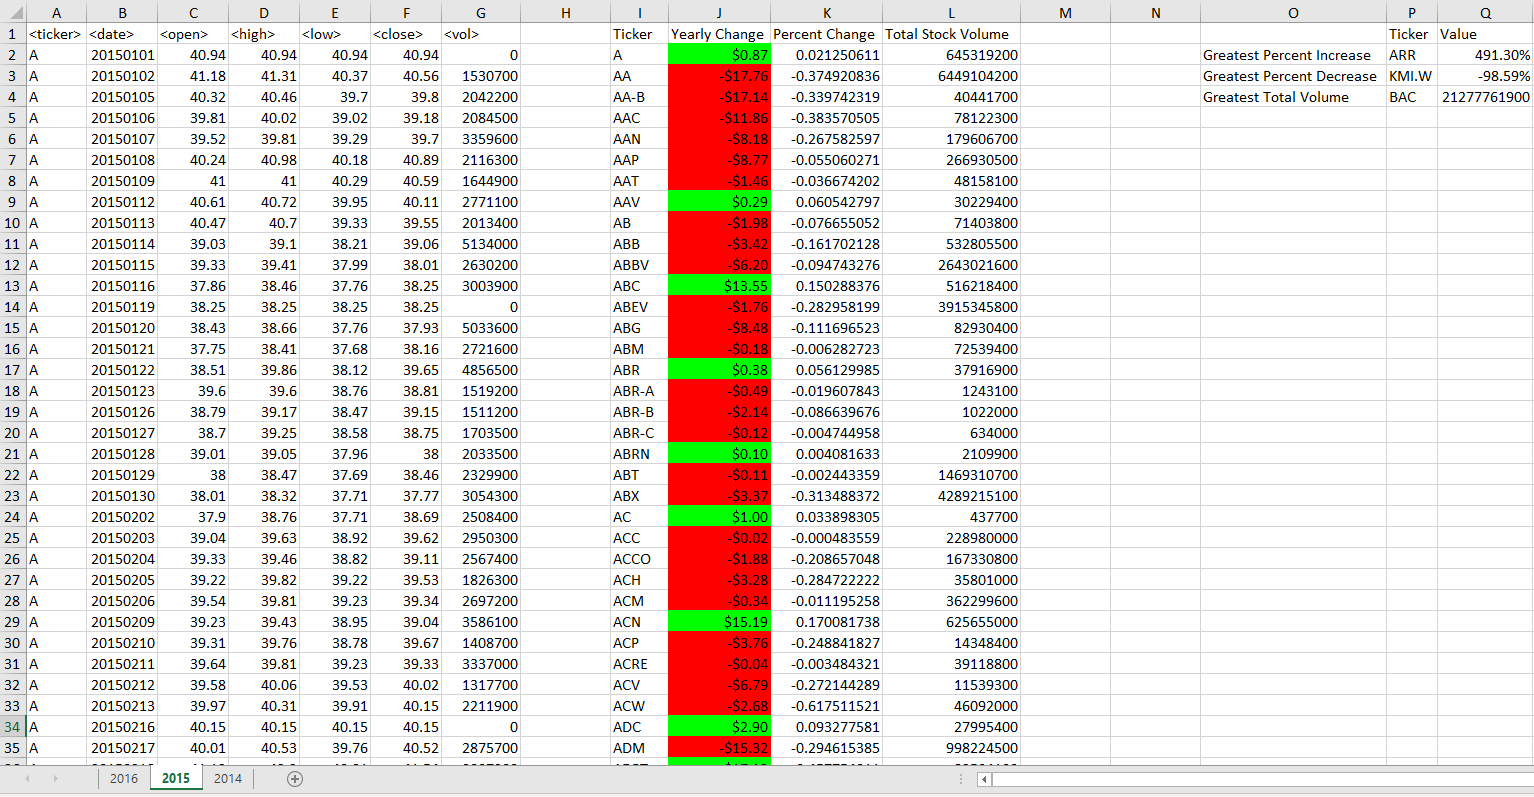 A B C D E F G H I J K L M N O P Q
1 <ticker> <date> <open> <high> <low> <close> <vol> Ticker Yearly Change Percent Change Total Stock Volume Ticker Value
2 A 20150101 40.94 40.94 40.94 40.94 0 A $0.87 0.021250611 645319200 Greatest Percent Increase ARR 491.30%
3 A 20150102 41.18 41.31 40.37 40.56 1530700 AA -$17.76 -0.374920836 6449104200 Greatest Percent Decrease KMI.W -98.59%
4 A 20150105 40.32 40.46 39.7 39.8 2042200 AA-B -$17.14 -0.339742319 40441700 Greatest Total Volume BAC 21277761900
5 A 20150106 39.81 40.02 39.02 39.18 2084500 AAC -$11.86 -0.383570505 78122300
6 A 20150107 39.52 39.81 39.29 39.7 3359600 AAN -$8.18 -0.267582597 179606700
7 A 20150108 40.24 40.98 40.18 40.89 2116300 AAP -$8.77 -0.055060271 266930500
8 A 20150109 41 41 40.29 40.59 1644900 AAT -$1.46 -0.036674202 48158100
9 A 20150112 40.61 40.72 39.95 40.11 2771100 AAV $0.29 0.060542797 30229400
10 A 20150113 40.47 40.7 39.33 39.55 2013400 AB -$1.98 -0.076655052 71403800
11 A 20150114 39.03 39.1 38.21 39.06 5134000 ABB -$3.42 -0.161702128 532805500
12 A 20150115 39.33 39.41 37.99 38.01 2630200 ABBV -$6.20 -0.094743276 2643021600
13 A 20150116 37.86 38.46 37.76 38.25 3003900 ABC $13.55 0.150288376 516218400
14 A 20150119 38.25 38.25 38.25 38.25 0 ABEV -$1.76 -0.282958199 3915345800
15 A 20150120 38.43 38.66 37.76 37.93 5033600 ABG -$8.48 -0.111696523 82930400
16 A 20150121 37.75 38.41 37.68 38.16 2721600 ABM -$0.18 -0.006282723 72539400
17 A 20150122 38.51 39.86 38.12 39.65 4856500 ABR $0.38 0.056129985 37916900
18 A 20150123 39.6 39.6 38.76 38.81 1519200 ABR-A -$0.49 -0.019607843 1243100
19 A 20150126 38.79 39.17 38.47 39.15 1511200 ABR-B -$2.14 -0.086639676 1022000
20 A 20150127 38.7 39.25 38.58 38.75 1703500 ABR-C -$0.12 -0.004744958 634000
21 A 20150128 39.01 39.05 37.96 38 2033500 ABRN $0.10 0.004081633 2109900
22 A 20150129 38 38.47 37.69 38.46 2329900 ABT -$0.11 -0.002443359 1469310700
23 A 20150130 38.01 38.32 37.71 37.77 3054300 ABX -$3.37 -0.313488372 4289215100
24 A 20150202 37.9 38.76 37.71 38.69 2508400 AC $1.00 0.033898305 437700
25 A 20150203 39.04 39.63 38.92 39.62 2950300 ACC -$0.02 -0.000483559 228980000
26 A 20150204 39.33 39.46 38.82 39.11 2567400 ACCO -$1.88 -0.208657048 167330800
27 A 20150205 39.22 39.82 39.22 39.53 1826300 ACH -$3.28 -0.284722222 35801000
28 A 20150206 39.54 39.81 39.23 39.34 2697200 ACM -$0.34 -0.011195258 362299600
29 A 20150209 39.23 39.43 38.95 39.04 3586100 ACN $15.19 0.170081738 625655000
30 A 20150210 39.31 39.76 38.78 39.67 1408700 ACP -$3.76 -0.248841827 14348400
31 A 20150211 39.64 39.81 39.23 39.33 3337000 ACRE -$0.04 -0.003484321 39118800
32 A 20150212 39.58 40.06 39.53 40.02 1317700 ACV -$6.79 -0.272144289 11539300
33 A 20150213 39.97 40.31 39.91 40.15 2211900 ACW -$2.68 -0.617511521 46092000
34 A 20150216 40.15 40.15 40.15 40.15 0 ADC $2.90 0.093277581 27995400
35 A 20150217 40.01 40.53 39.76 40.52 2875700 ADM -$15.32 -0.294615385 998224500
2016 2015 2014